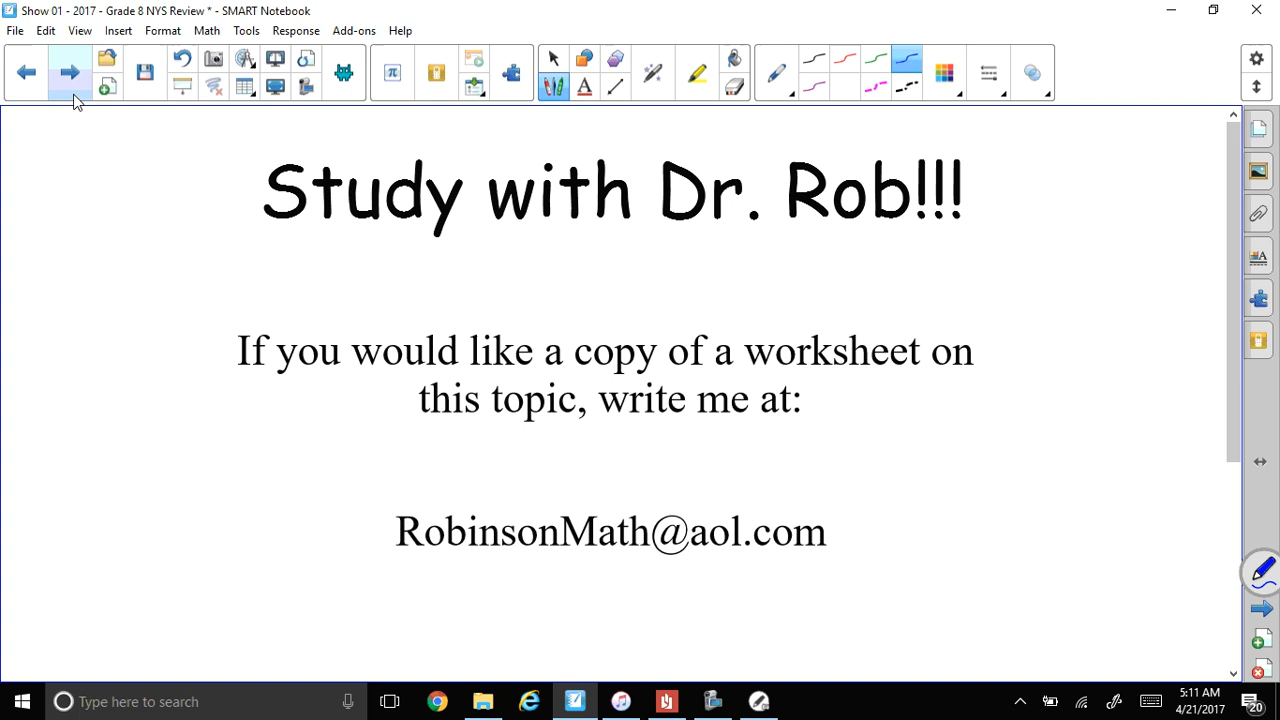 Show 01 - 2017 - Grade 8 NYS Review * - SMART Notebook
File Edit View Insert Format Math Tools Response Add-ons Help
Study with Dr. Rob!!!
If you would like a copy of a worksheet on
this topic, write me at:
RobinsonMath@aol.com
Type here to search
5:11 AM
4/21/2017
20